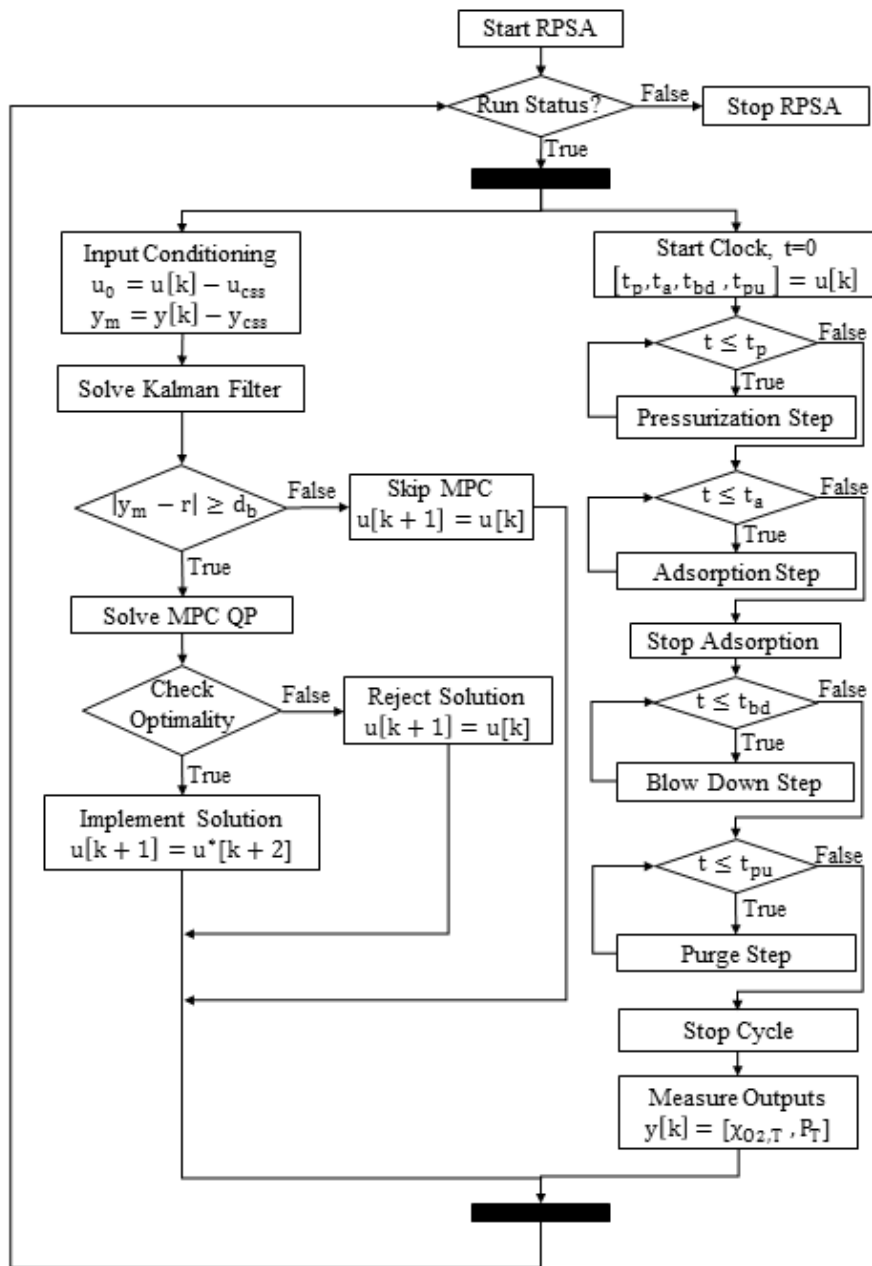 Start RPSA
Run Status?
False
Stop RPSA
True
Input Conditioning
u₀ = u[k] − u_css
y_m = y[k] − y_css
Solve Kalman Filter
|y_m − r| ≥ d_b
False
Skip MPC
u[k + 1] = u[k]
True
Solve MPC QP
Check
Optimality
False
Reject Solution
u[k + 1] = u[k]
True
Implement Solution
u[k + 1] = u*[k + 2]
Start Clock, t=0
[t_p, t_a, t_bd , t_pu ] = u[k]
t ≤ t_p
False
True
Pressurization Step
t ≤ t_a
False
True
Adsorption Step
Stop Adsorption
t ≤ t_bd
False
True
Blow Down Step
t ≤ t_pu
False
True
Purge Step
Stop Cycle
Measure Outputs
y[k] = [χ_O2,T , P_T]